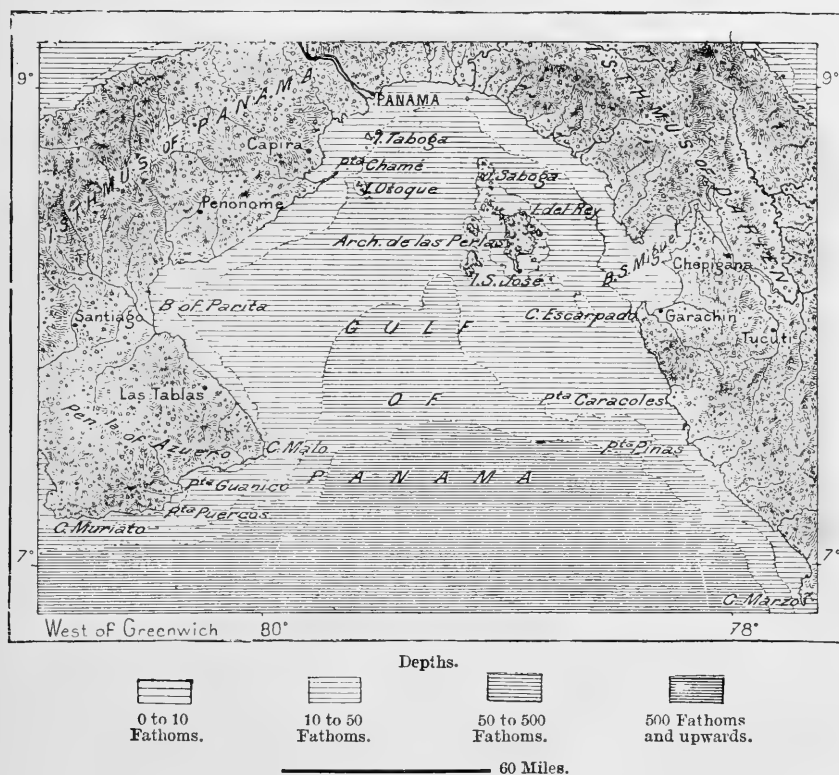 9°
9°
ISTHMUS OF PANAMA
ISTHMUS OF DARIEN
PANAMA
I. Taboga
Capira
Pta Chamé
I. Otoque
I. Saboga
I. del Rey
Penonome
Arch. de las Perlas
B. S. Miguel
Chepigana
I. S. José
B of Parita
Santiago
C. Escarpado
Garachin
Tucuti
GULF
OF
PANAMA
Las Tablas
Pen la of Azuero
Pta Caracoles
C. Malo
Pta Pinas
Pta Guanico
Pta Puercos
C. Muriato
7°
7°
C. Marzo
West of Greenwich 80° 78°
Depths.
0 to 10 Fathoms.
10 to 50 Fathoms.
50 to 500 Fathoms.
500 Fathoms and upwards.
60 Miles.